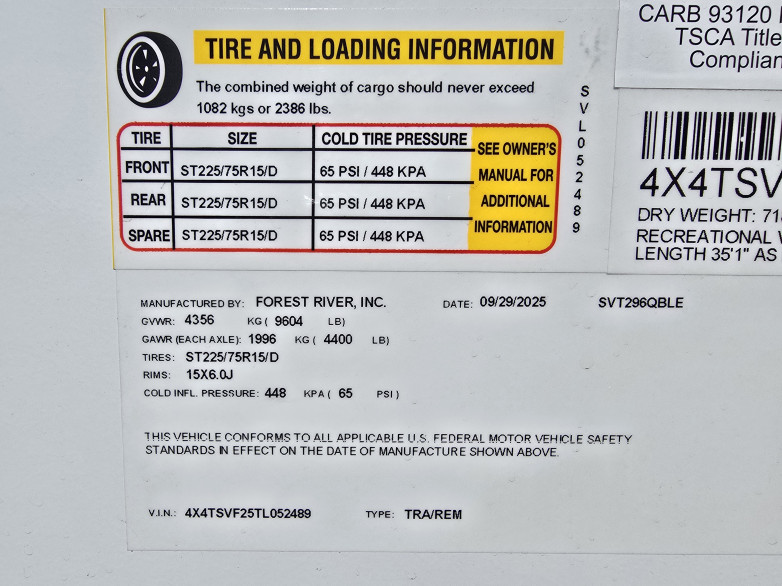 TIRE AND LOADING INFORMATION
The combined weight of cargo should never exceed
1082 kgs or 2386 lbs.
TIRE SIZE COLD TIRE PRESSURE
FRONT ST225/75R15/D 65 PSI / 448 KPA
REAR ST225/75R15/D 65 PSI / 448 KPA
SPARE ST225/75R15/D 65 PSI / 448 KPA
SEE OWNER'S
MANUAL FOR
ADDITIONAL
INFORMATION
SVL052489
CARB 93120
TSCA Title
Complian
4X4TSV
DRY WEIGHT: 71
RECREATIONAL
LENGTH 35'1" AS
MANUFACTURED BY: FOREST RIVER, INC. DATE: 09/29/2025 SVT296QBLE
GVWR: 4356 KG ( 9604 LB)
GAWR (EACH AXLE): 1996 KG ( 4400 LB)
TIRES: ST225/75R15/D
RIMS: 15X6.0J
COLD INFL. PRESSURE: 448 KPA ( 65 PSI )
THIS VEHICLE CONFORMS TO ALL APPLICABLE U.S. FEDERAL MOTOR VEHICLE SAFETY
STANDARDS IN EFFECT ON THE DATE OF MANUFACTURE SHOWN ABOVE.
V.I.N.: 4X4TSVF25TL052489 TYPE: TRA/REM